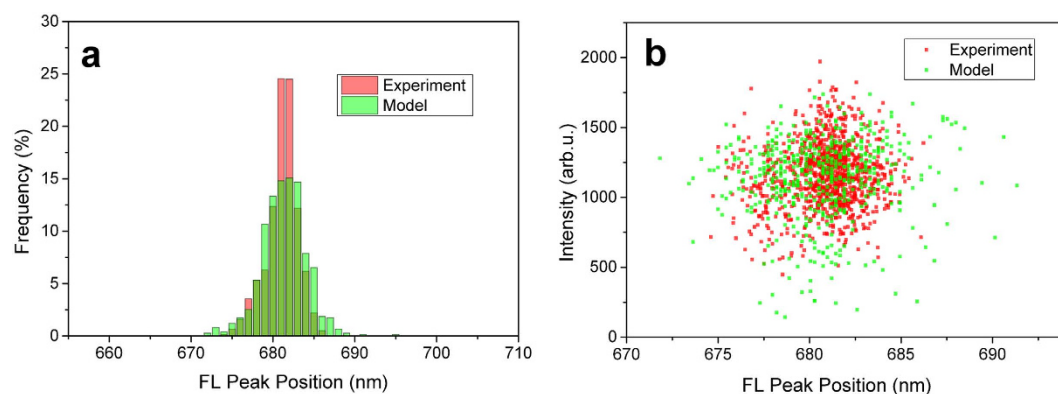 a
30
25
20
15
10
5
0
Frequency (%)
Experiment
Model
660
670
680
690
700
710
FL Peak Position (nm)
b
2000
1500
1000
500
0
Intensity (arb.u.)
Experiment
Model
670
675
680
685
690
FL Peak Position (nm)